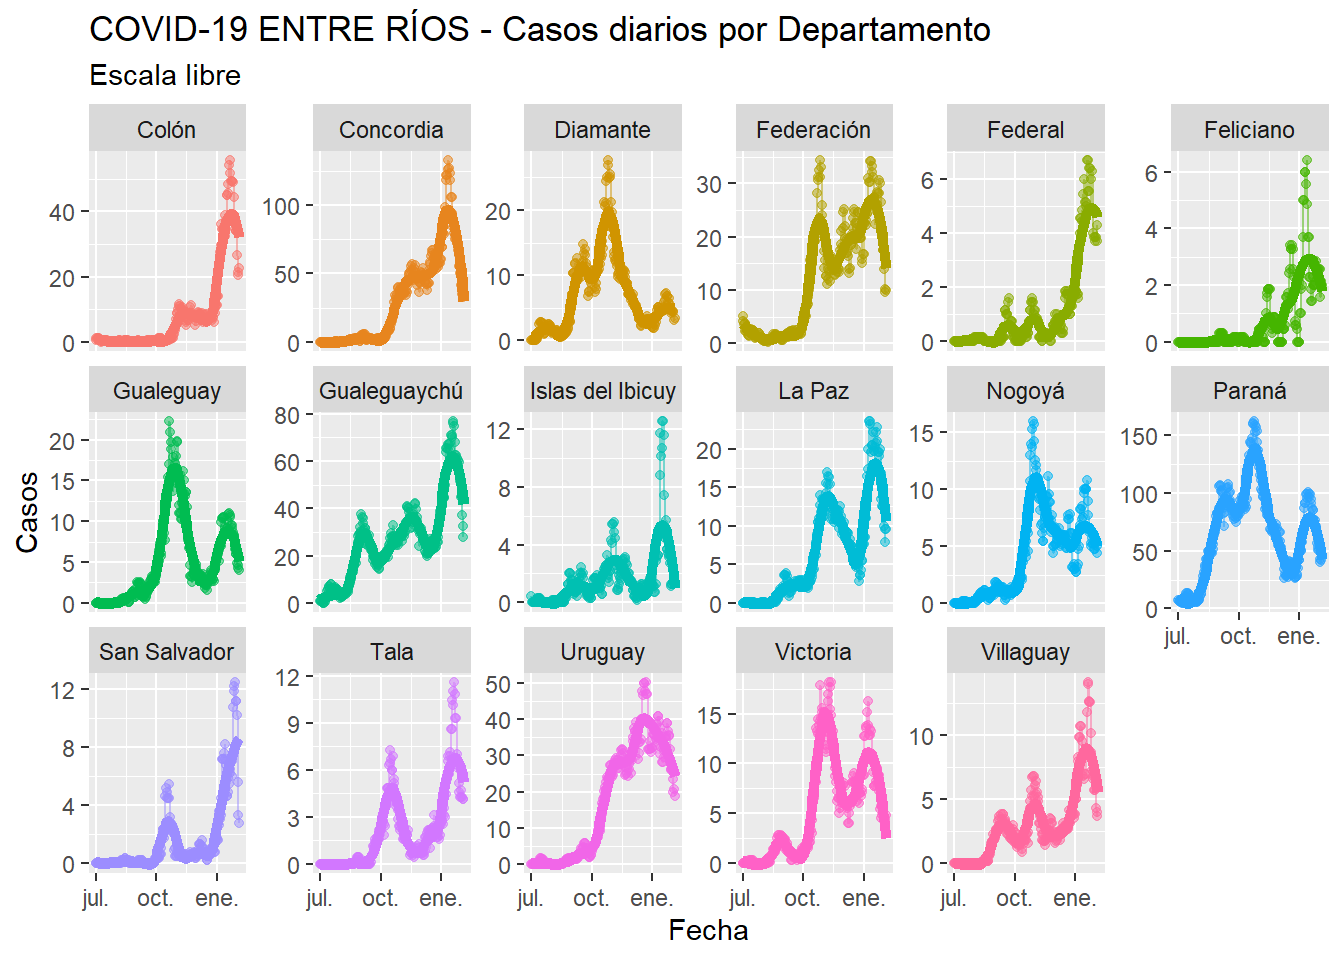 COVID-19 ENTRE RÍOS - Casos diarios por Departamento
Escala libre
Colón
Concordia
Diamante
Federación
Federal
Feliciano
40
20
0
100
50
0
20
10
0
30
20
10
0
6
4
2
0
6
4
2
0
Gualeguay
Gualeguaychú
Islas del Ibicuy
La Paz
Nogoyá
Paraná
20
15
10
5
0
80
60
40
20
0
12
8
4
0
20
15
10
5
0
15
10
5
0
150
100
50
0
jul.
oct.
ene.
San Salvador
Tala
Uruguay
Victoria
Villaguay
12
8
4
0
12
9
6
3
0
50
40
30
20
10
0
15
10
5
0
10
5
0
jul.
oct.
ene.
jul.
oct.
ene.
jul.
oct.
ene.
jul.
oct.
ene.
jul.
oct.
ene.
Casos
Fecha